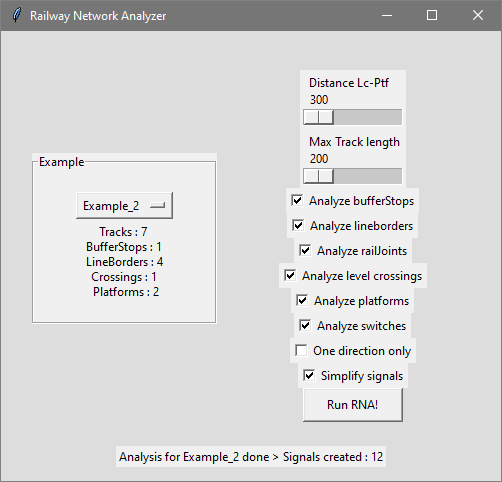 Railway Network Analyzer
Distance Lc-Ptf
300
Max Track length
200
Example
Example_2
Tracks : 7
BufferStops : 1
LineBorders : 4
Crossings : 1
Platforms : 2
Analyze bufferStops
Analyze lineborders
Analyze railJoints
Analyze level crossings
Analyze platforms
Analyze switches
One direction only
Simplify signals
Run RNA!
Analysis for Example_2 done > Signals created : 12